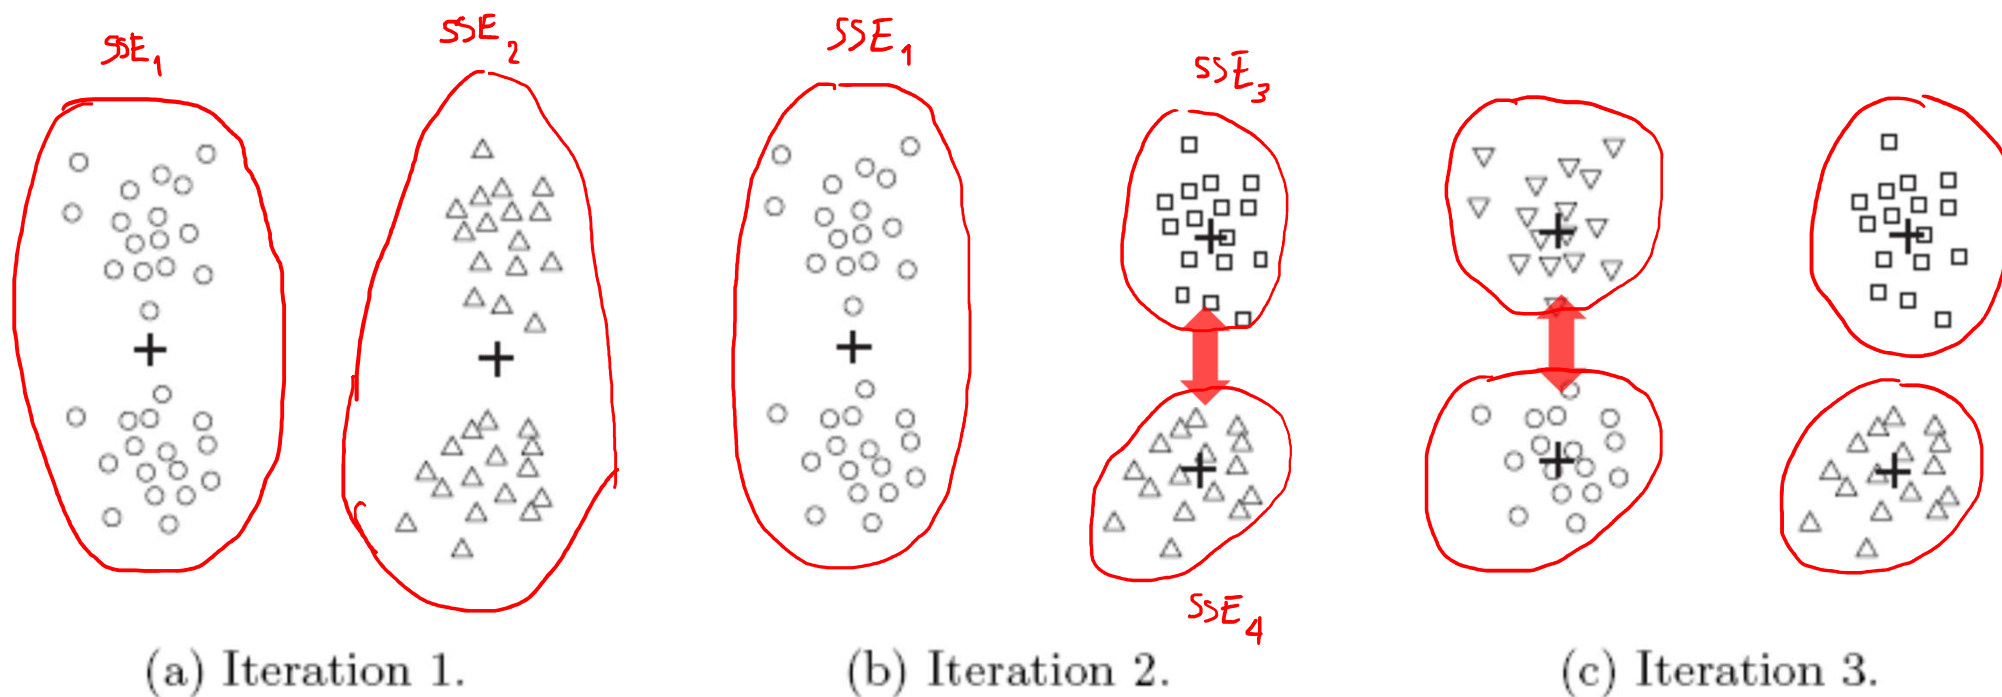 SSE1
SSE2
SSE1
SSE3
SSE4
(a) Iteration 1.
(b) Iteration 2.
(c) Iteration 3.